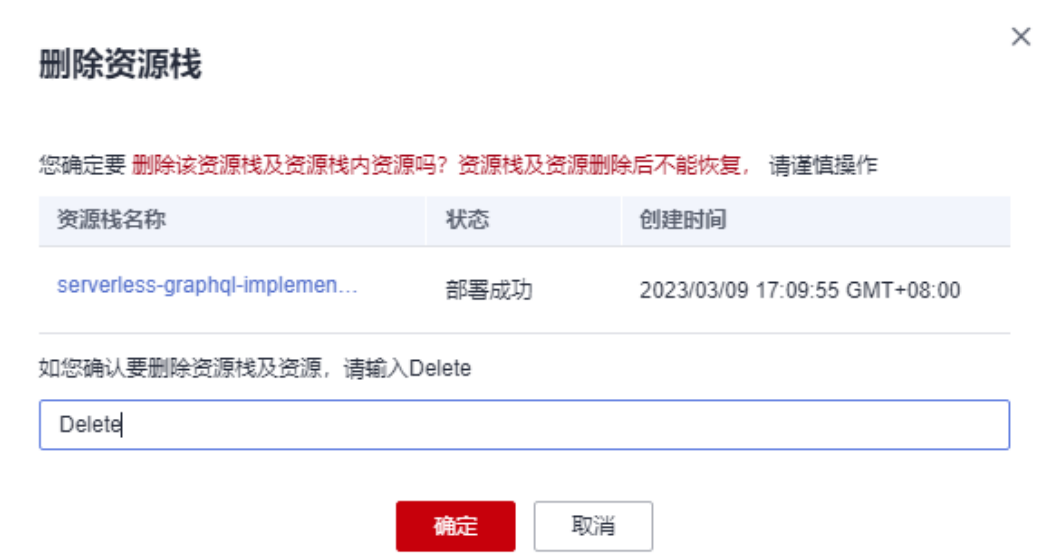 删除资源栈
您确定要 删除该资源栈及资源栈内资源吗？资源栈及资源删除后不能恢复， 请谨慎操作
资源栈名称 状态 创建时间
serverless-graphql-implemen... 部署成功 2023/03/09 17:09:55 GMT+08:00
如您确认要删除资源栈及资源，请输入Delete
Delete
确定 取消